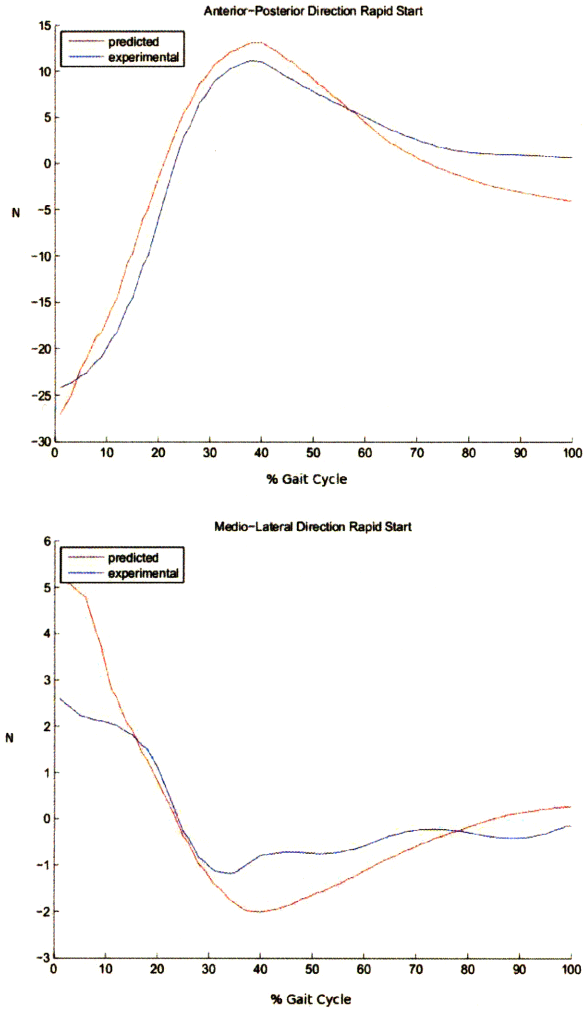 Anterior−Posterior Direction Rapid Start
15
predicted
experimental
10
5
0
−5
N
−10
−15
−20
−25
−30
0 10 20 30 40 50 60 70 80 90 100
% Gait Cycle
Medio−Lateral Direction Rapid Start
6
predicted
experimental
5
4
3
2
N
1
0
−1
−2
−3
0 10 20 30 40 50 60 70 80 90 100
% Gait Cycle